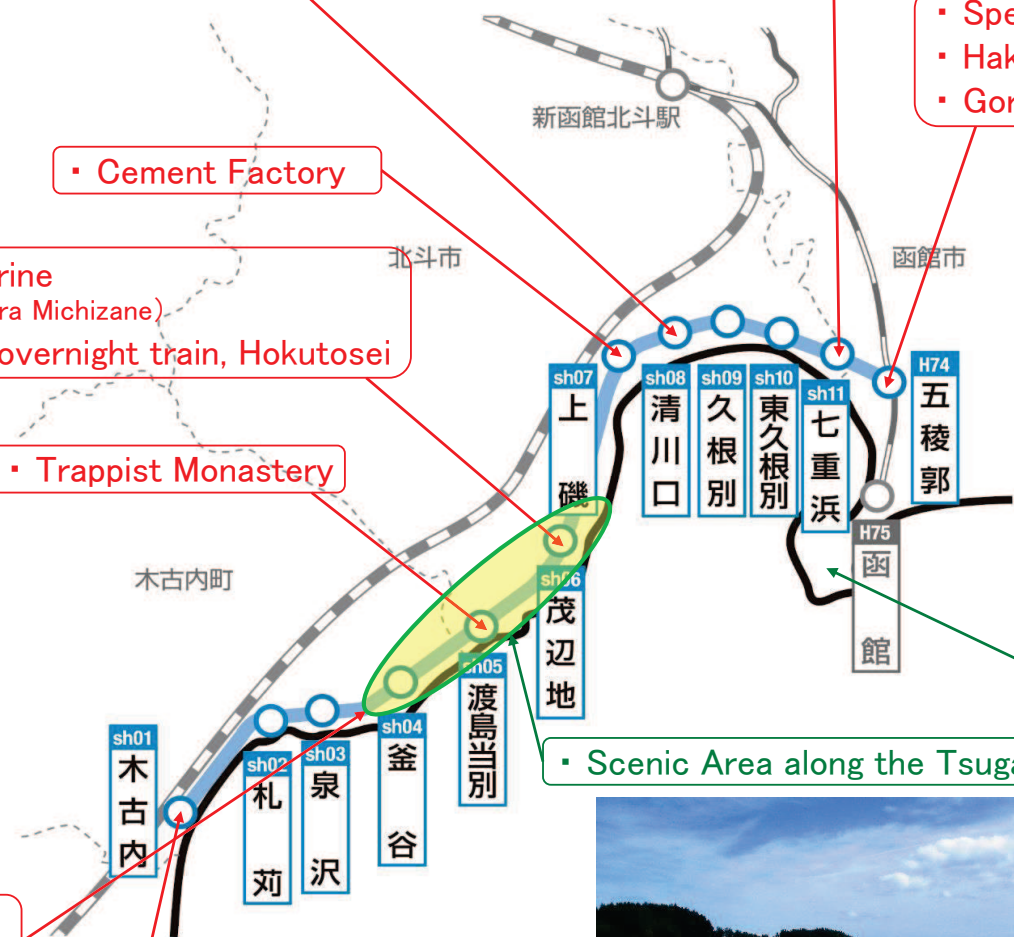 ・ Spe
・ Hak
・ Gor
新函館北斗駅
・ Cement Factory
北斗市
函館市
rine
ra Michizane）
overnight train, Hokutosei
・ Trappist Monastery
木古内町
H74
五稜郭
sh11
七重浜
sh10
東久根別
sh09
久根別
sh08
清川口
sh07
上磯
H75
函館
sh06
茂辺地
sh05
渡島当別
sh04
釜谷
sh03
泉沢
sh02
札苅
sh01
木古内
・ Scenic Area along the Tsuga